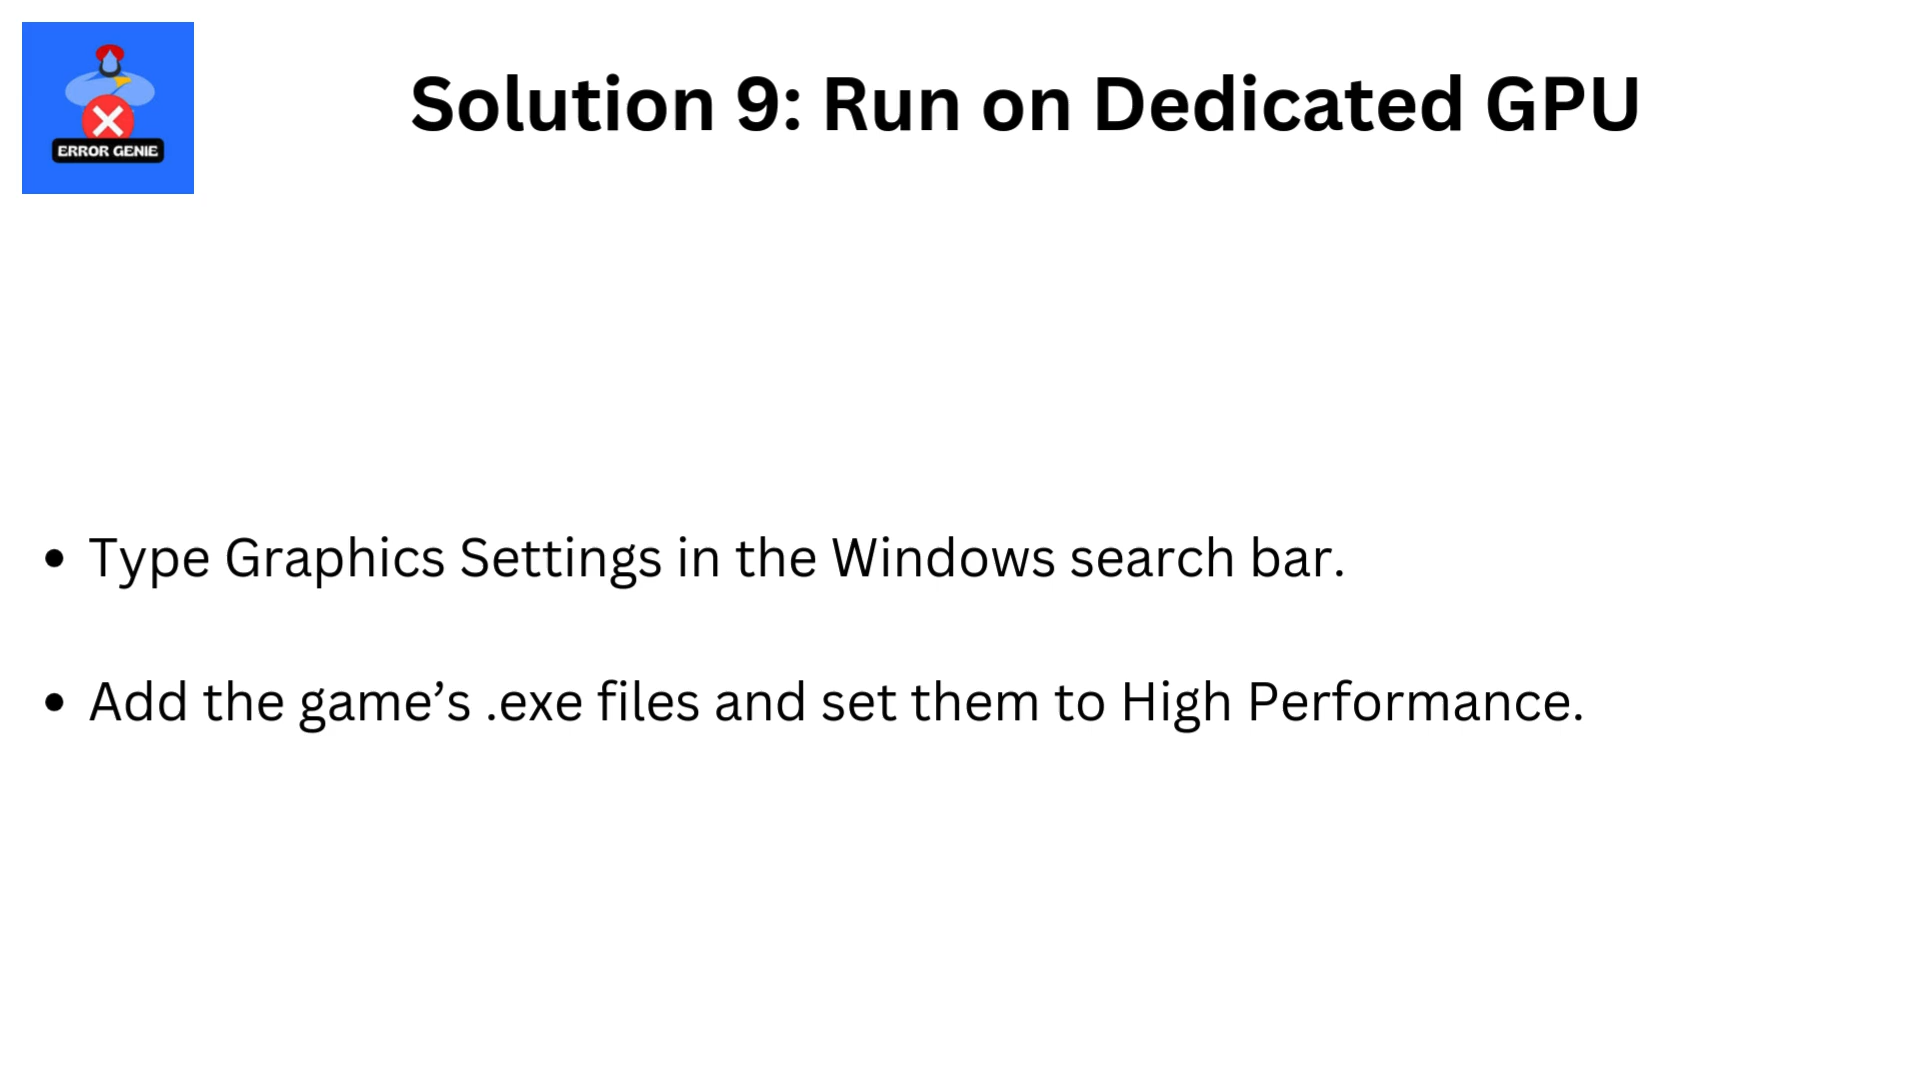 ERROR GENIE
Solution 9: Run on Dedicated GPU
• Type Graphics Settings in the Windows search bar.
• Add the game’s .exe files and set them to High Performance.